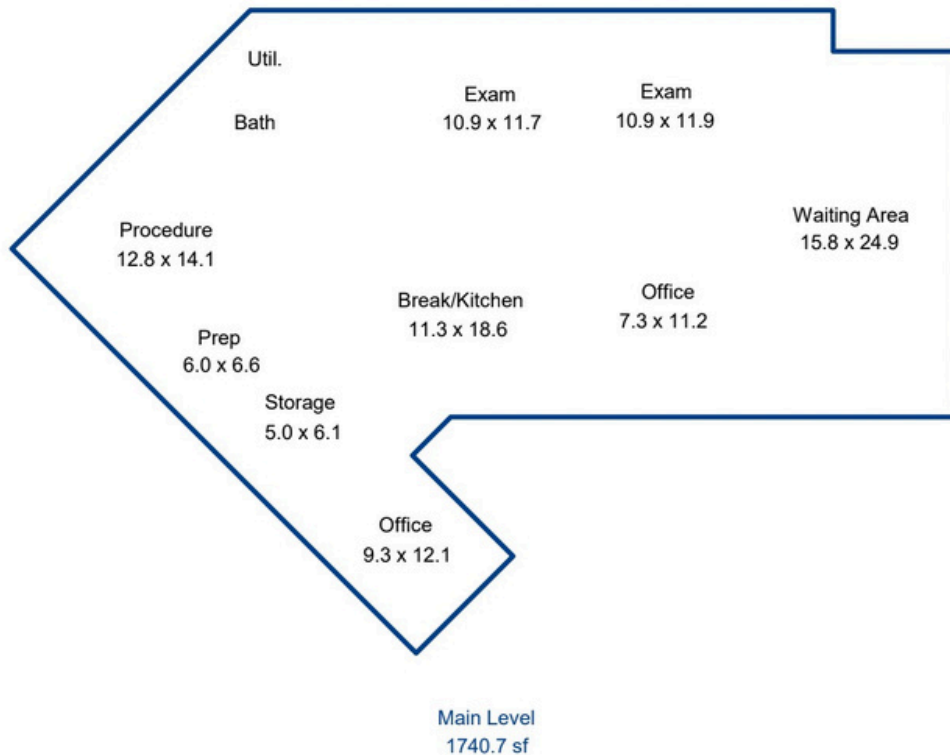 Util.
Bath
Exam
10.9 x 11.7
Exam
10.9 x 11.9
Procedure
12.8 x 14.1
Waiting Area
15.8 x 24.9
Break/Kitchen
11.3 x 18.6
Office
7.3 x 11.2
Prep
6.0 x 6.6
Storage
5.0 x 6.1
Office
9.3 x 12.1
Main Level
1740.7 sf